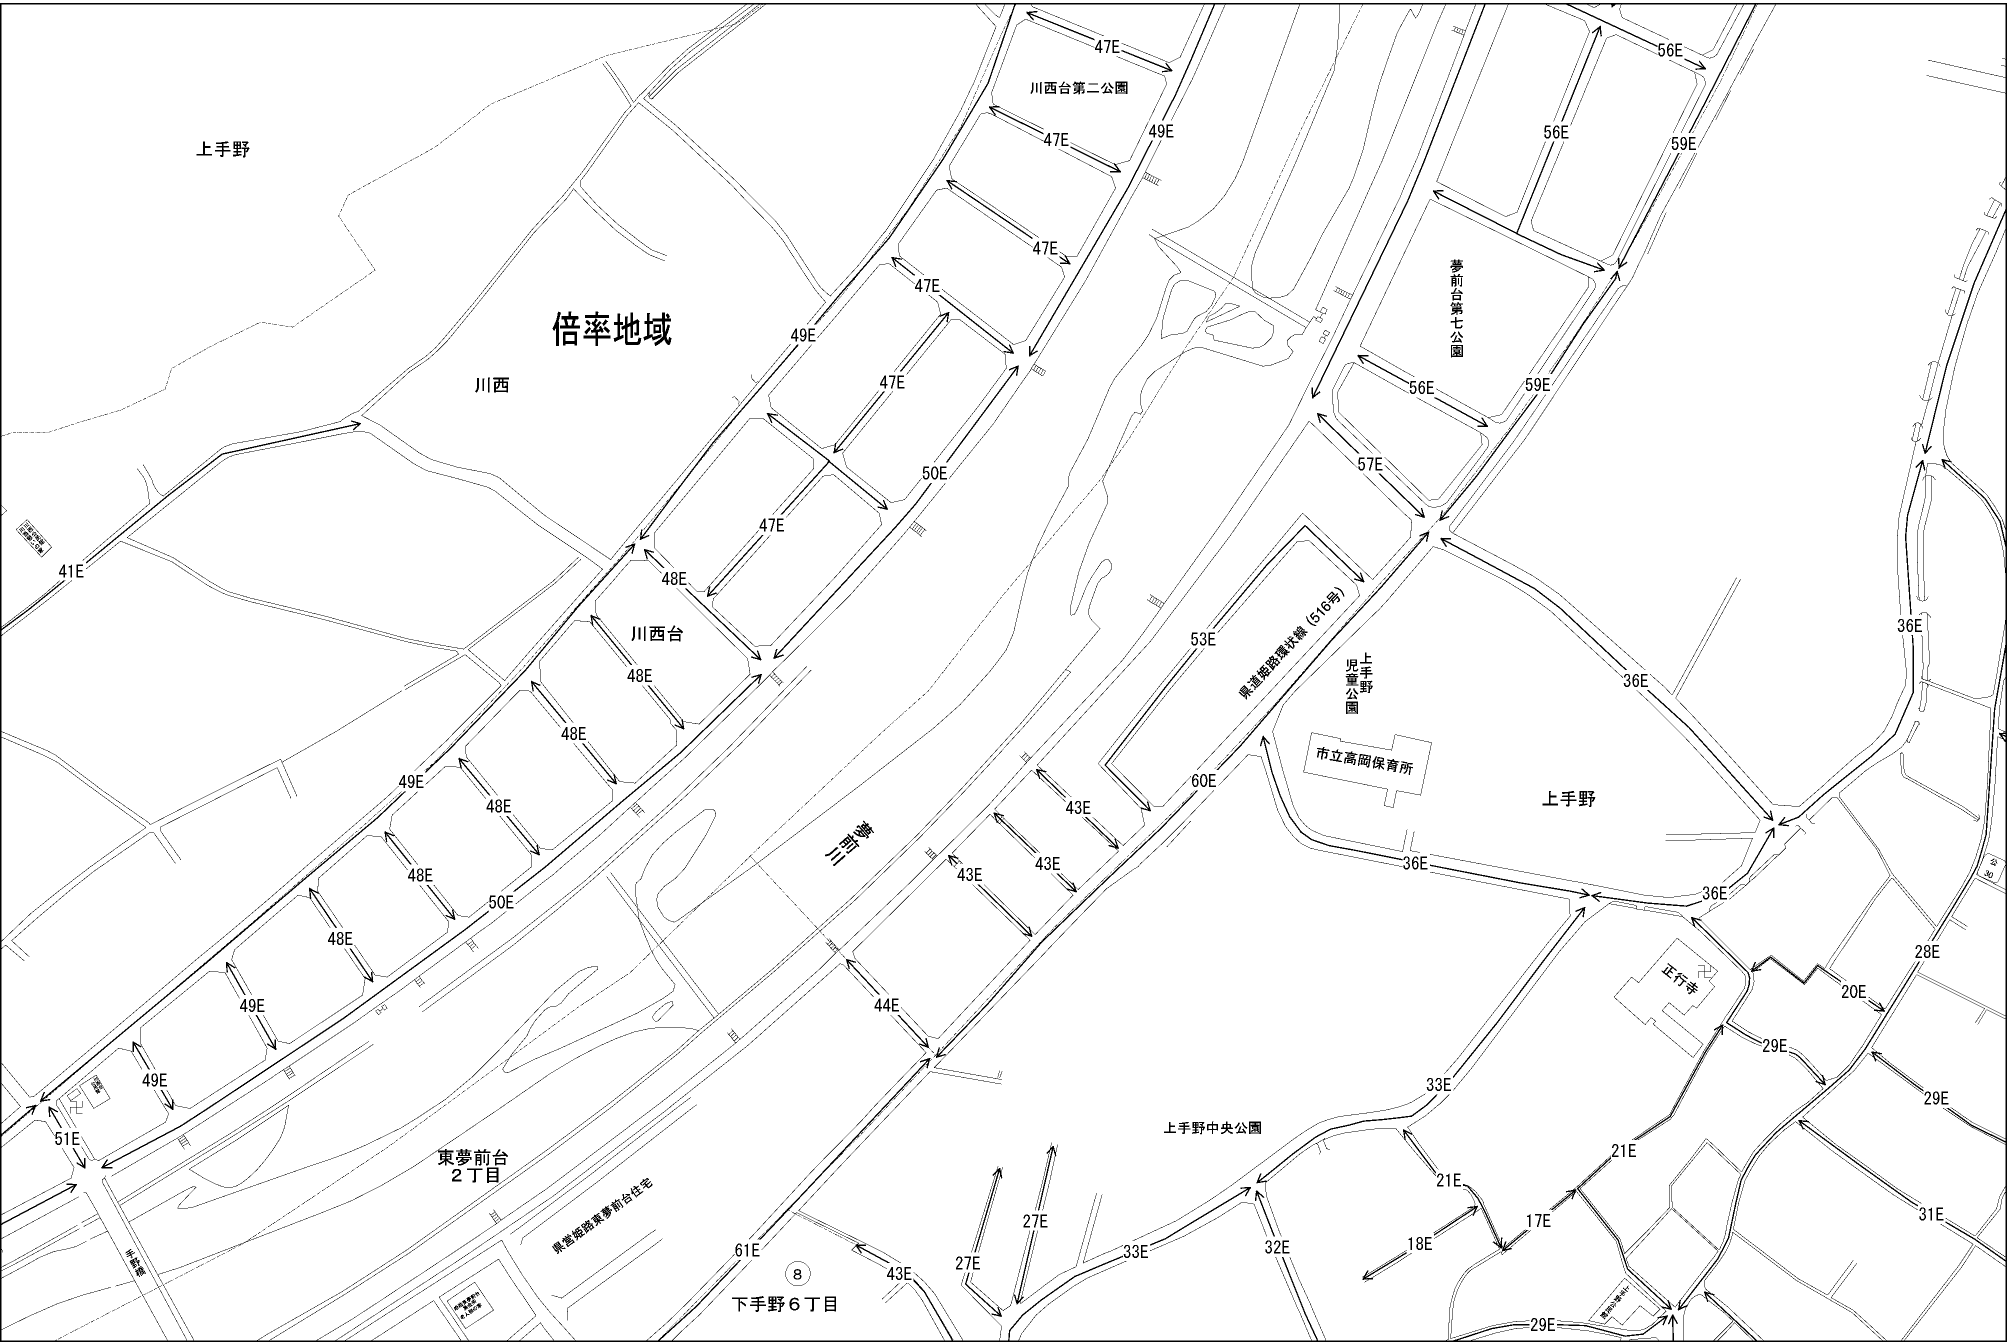 47E
56E
川西台第二公園
49E
56E
47E
59E
上手野
47E
夢前台第七公園
47E
倍率地域
49E
川西
47E
56E
59E
57E
50E
47E
41E
48E
県道姫路環状線（516号）
36E
川西台
53E
上手野
児童公園
48E
36E
48E
市立高岡保育所
49E
60E
上手野
48E
43E
夢前川
43E
36E
48E
43E
36E
公
30
50E
48E
28E
正行寺
20E
49E
44E
29E
49E
33E
29E
上手野中央公園
51E
21E
東夢前台
２丁目
21E
県営姫路東夢前台住宅
27E
17E
31E
手野橋
61E
33E
32E
18E
27E
43E
8
下手野６丁目
29E